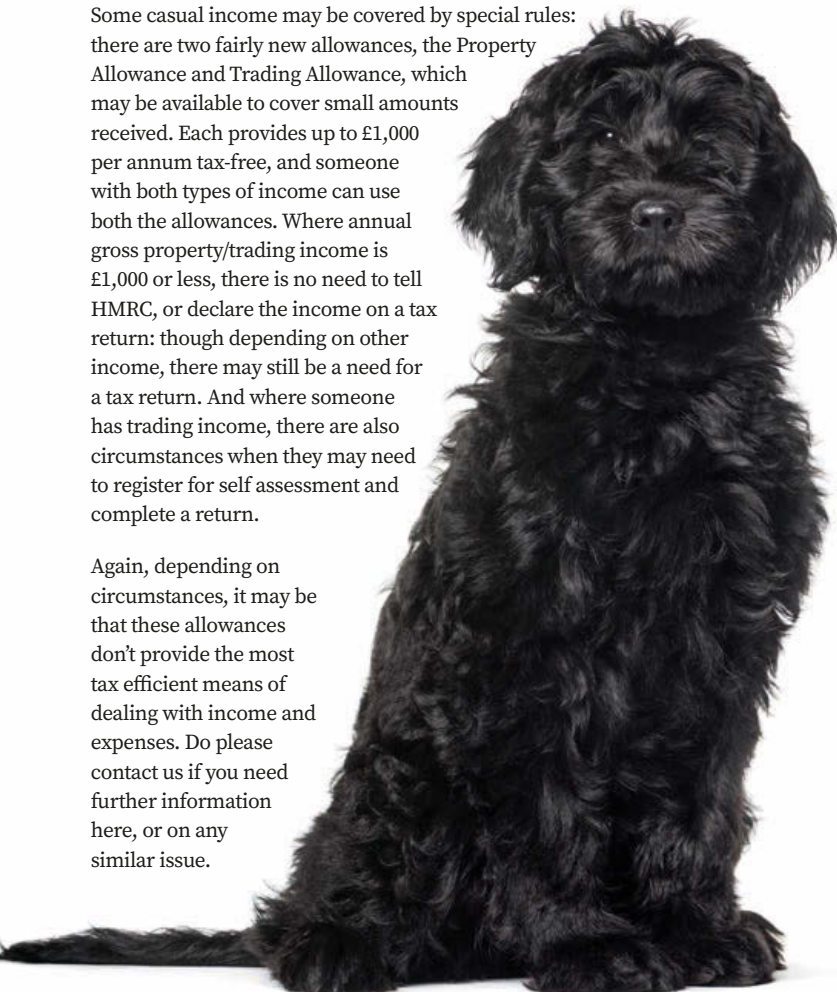 Some casual income may be covered by special rules:
there are two fairly new allowances, the Property
Allowance and Trading Allowance, which
may be available to cover small amounts
received. Each provides up to £1,000
per annum tax-free, and someone
with both types of income can use
both the allowances. Where annual
gross property/trading income is
£1,000 or less, there is no need to tell
HMRC, or declare the income on a tax
return: though depending on other
income, there may still be a need for
a tax return. And where someone
has trading income, there are also
circumstances when they may need
to register for self assessment and
complete a return.
Again, depending on
circumstances, it may be
that these allowances
don’t provide the most
tax efficient means of
dealing with income and
expenses. Do please
contact us if you need
further information
here, or on any
similar issue.